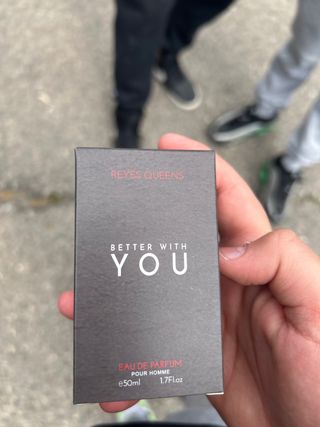 REYES QUEENS
BETTER WITH
YOU
EAU DE PARFUM
POUR HOMME
e50ml 1.7Fl.oz